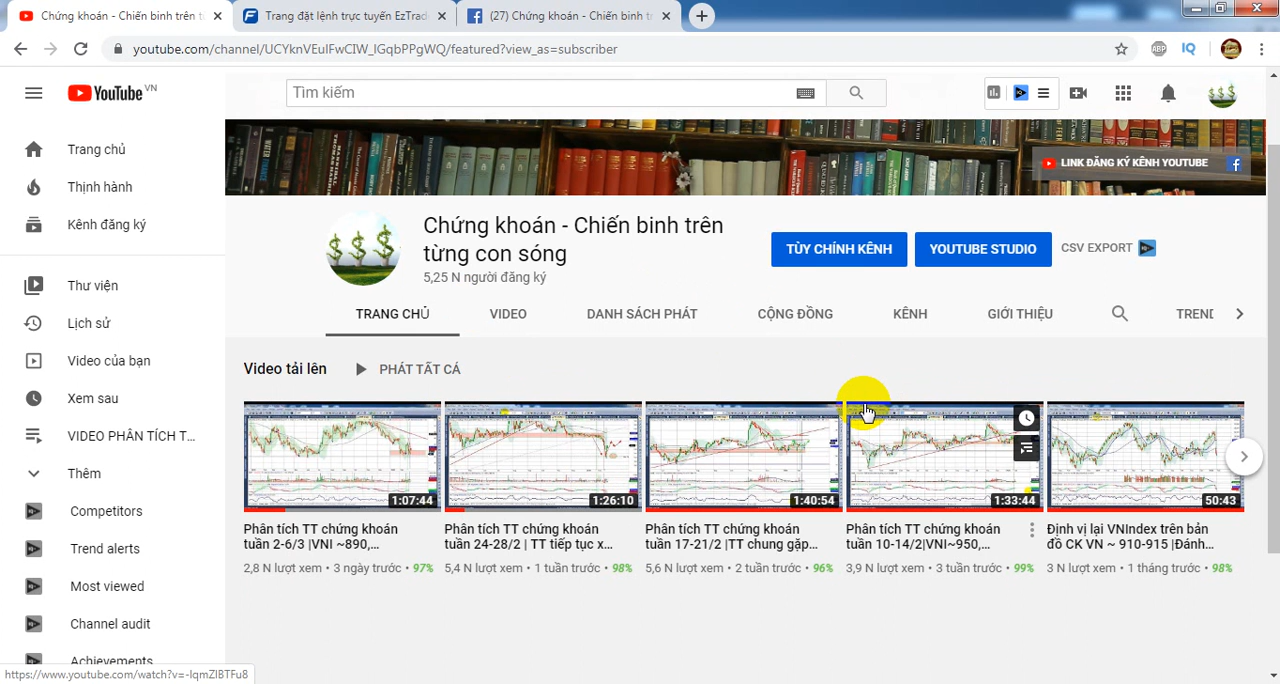 Chứng khoán - Chiến binh trên t
Trang đặt lệnh trực tuyến EzTrade
(27) Chứng khoán - Chiến binh t
youtube.com/channel/UCYknVEuIFwCIW_lGqbPPgWQ/featured?view_as=subscriber
ABP
IQ
YouTube VN
Tìm kiếm
Trang chủ
Thịnh hành
Kênh đăng ký
Thư viện
Lịch sử
Video của bạn
Xem sau
VIDEO PHÂN TÍCH T...
Thêm
Competitors
Trend alerts
Most viewed
Channel audit
Achievements
LINK ĐĂNG KÝ KÊNH YOUTUBE
Chứng khoán - Chiến binh trên
từng con sóng
5,25 N người đăng ký
TÙY CHỈNH KÊNH
YOUTUBE STUDIO
CSV EXPORT
TRANG CHỦ
VIDEO
DANH SÁCH PHÁT
CỘNG ĐỒNG
KÊNH
GIỚI THIỆU
TREND
Video tải lên
PHÁT TẤT CẢ
1:07:44
1:26:10
1:40:54
1:33:44
50:43
Phân tích TT chứng khoán
tuần 2-6/3 |VNI ~890,...
2,8 N lượt xem • 3 ngày trước • 97%
Phân tích TT chứng khoán
tuần 24-28/2 | TT tiếp tục x...
5,4 N lượt xem • 1 tuần trước • 98%
Phân tích TT chứng khoán
tuần 17-21/2 |TT chung gặp...
5,6 N lượt xem • 2 tuần trước • 96%
Phân tích TT chứng khoán
tuần 10-14/2|VNI~950,...
3,9 N lượt xem • 3 tuần trước • 99%
Định vị lại VNIndex trên bản
đồ CK VN ~ 910-915 |Đánh...
3 N lượt xem • 1 tháng trước • 98%
https://www.youtube.com/watch?v=-IqmZIBTFu8